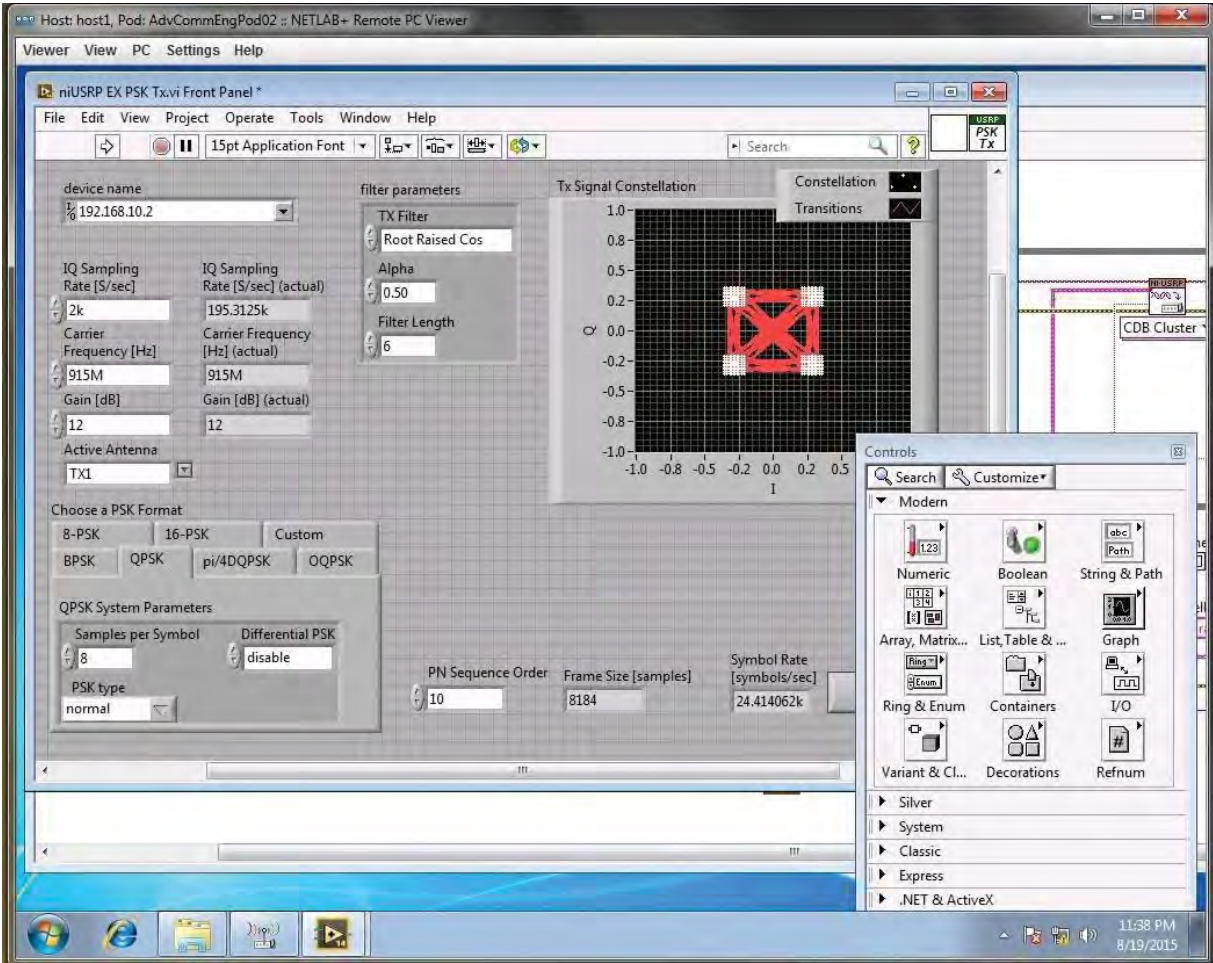 Host: host1, Pod: AdvCommEngPod02 :: NETLAB+ Remote PC Viewer
Viewer View PC Settings Help
niUSRP EX PSK Tx.vi Front Panel *
File Edit View Project Operate Tools Window Help
USRP
PSK
Tx
15pt Application Font
Search
device name
192.168.10.2
filter parameters
TX Filter
Root Raised Cos
Alpha
0.50
Filter Length
6
Tx Signal Constellation
Constellation
Transitions
IQ Sampling
Rate [S/sec]
2k
IQ Sampling
Rate [S/sec] (actual)
195.3125k
Carrier
Frequency [Hz]
915M
Carrier Frequency
[Hz] (actual)
915M
Gain [dB]
12
Gain [dB] (actual)
12
Active Antenna
TX1
1.0
0.8
0.5
0.2
0.0
-0.2
-0.5
-0.8
-1.0
Q
-1.0 -0.8 -0.5 -0.2 0.0 0.2 0.5
I
NI-USRP
CDB Cluster
Choose a PSK Format
8-PSK 16-PSK Custom
BPSK QPSK pi/4DQPSK OQPSK
QPSK System Parameters
Samples per Symbol
8
Differential PSK
disable
PSK type
normal
PN Sequence Order
10
Frame Size [samples]
8184
Symbol Rate
[symbols/sec]
24.414062k
Controls
Search Customize
Modern
Numeric Boolean String & Path
Array, Matrix... List, Table & ... Graph
Ring & Enum Containers I/O
Variant & Cl... Decorations Refnum
Silver
System
Classic
Express
.NET & ActiveX
11:38 PM
8/19/2015